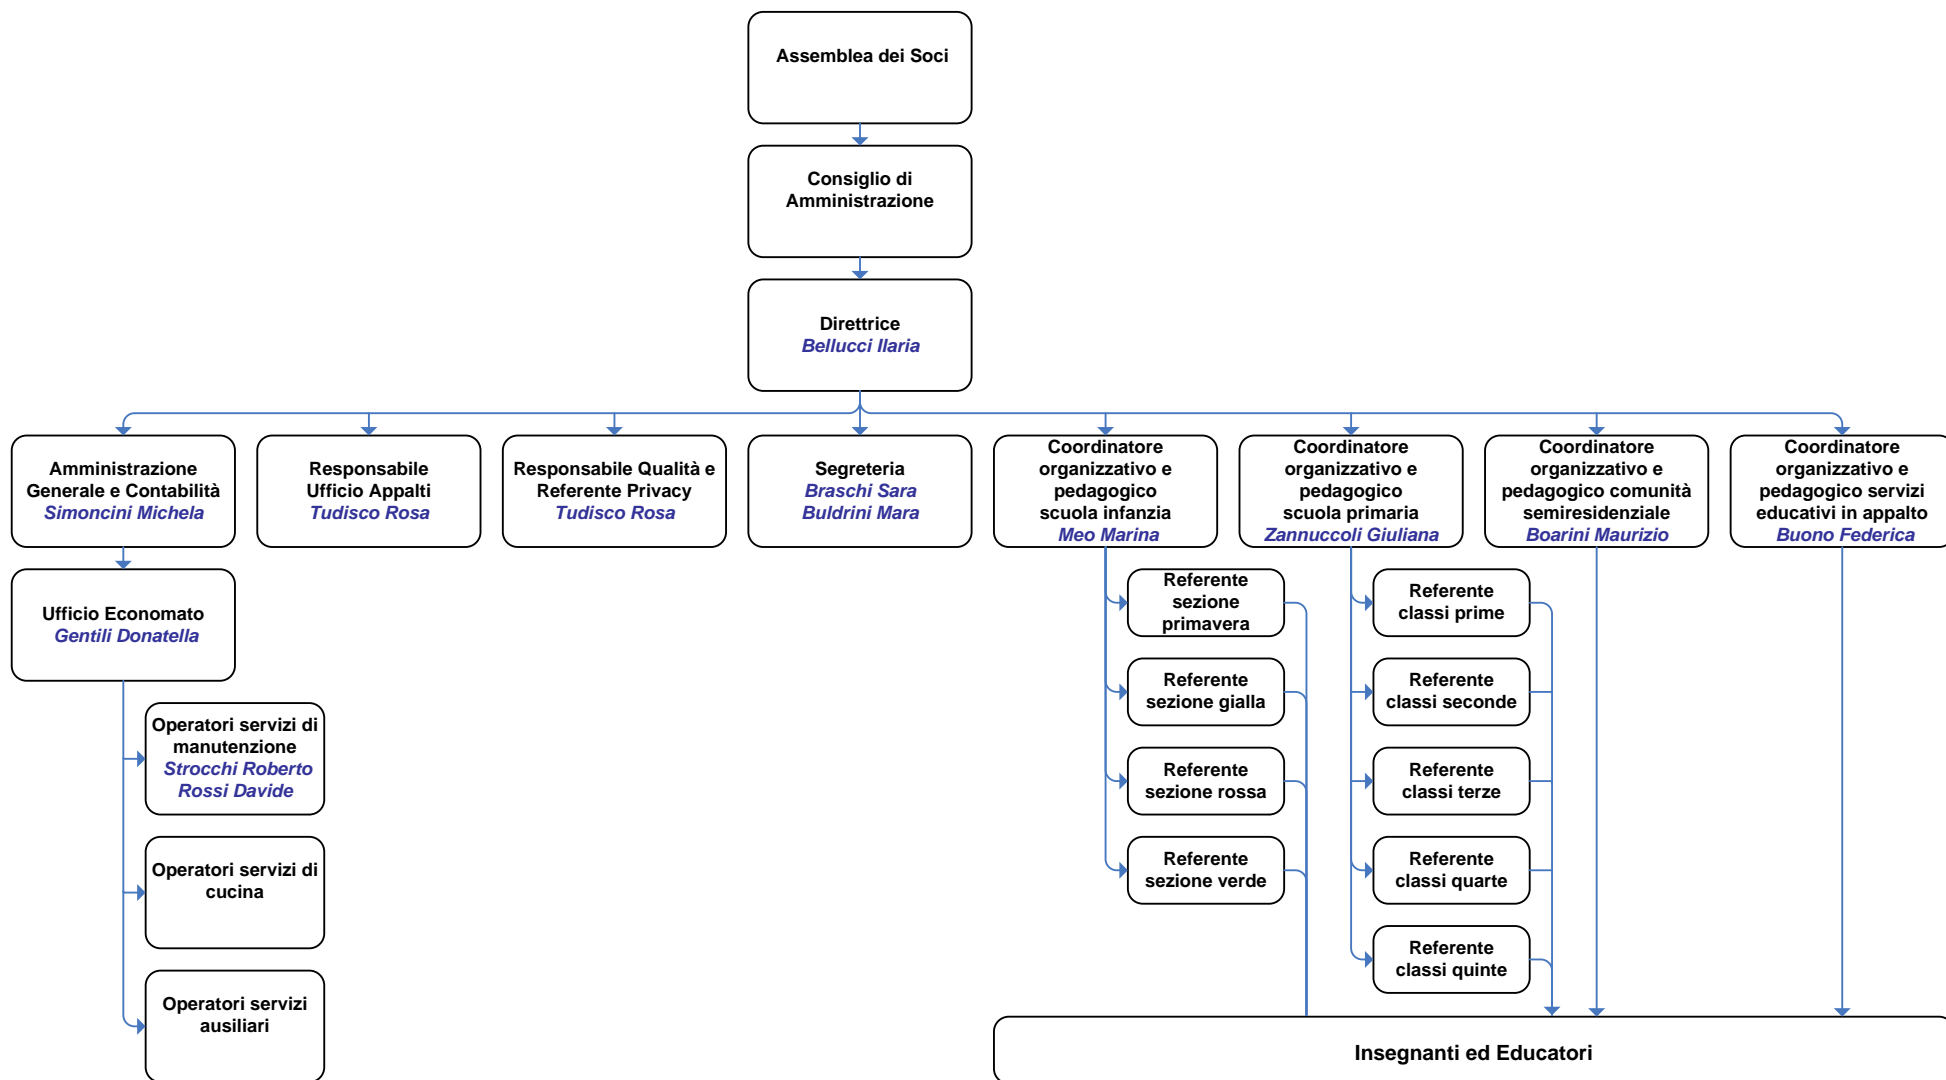 Assemblea dei Soci
Consiglio di
Amministrazione
Direttrice
Bellucci Ilaria
Amministrazione
Generale e Contabilità
Simoncini Michela
Responsabile
Ufficio Appalti
Tudisco Rosa
Responsabile Qualità e
Referente Privacy
Tudisco Rosa
Segreteria
Braschi Sara
Buldrini Mara
Coordinatore
organizzativo e
pedagogico
scuola infanzia
Meo Marina
Coordinatore
organizzativo e
pedagogico
scuola primaria
Zannuccoli Giuliana
Coordinatore
organizzativo e
pedagogico comunità
semiresidenziale
Boarini Maurizio
Coordinatore
organizzativo e
pedagogico servizi
educativi in appalto
Buono Federica
Ufficio Economato
Gentili Donatella
Operatori servizi di
manutenzione
Strocchi Roberto
Rossi Davide
Operatori servizi di
cucina
Operatori servizi
ausiliari
Referente
sezione
primavera
Referente
sezione gialla
Referente
sezione rossa
Referente
sezione verde
Referente
classi prime
Referente
classi seconde
Referente
classi terze
Referente
classi quarte
Referente
classi quinte
Insegnanti ed Educatori